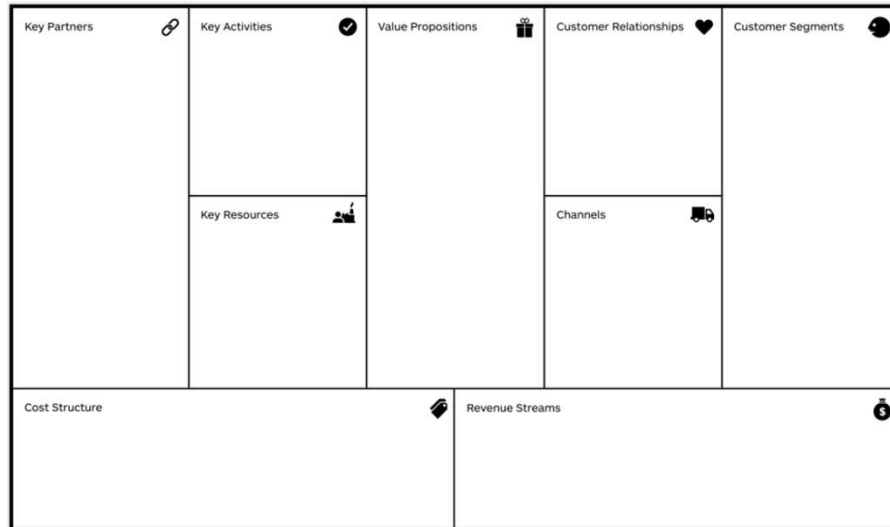 Key Partners
Key Activities
Value Propositions
Customer Relationships
Customer Segments
Key Resources
Channels
Cost Structure
Revenue Streams
$